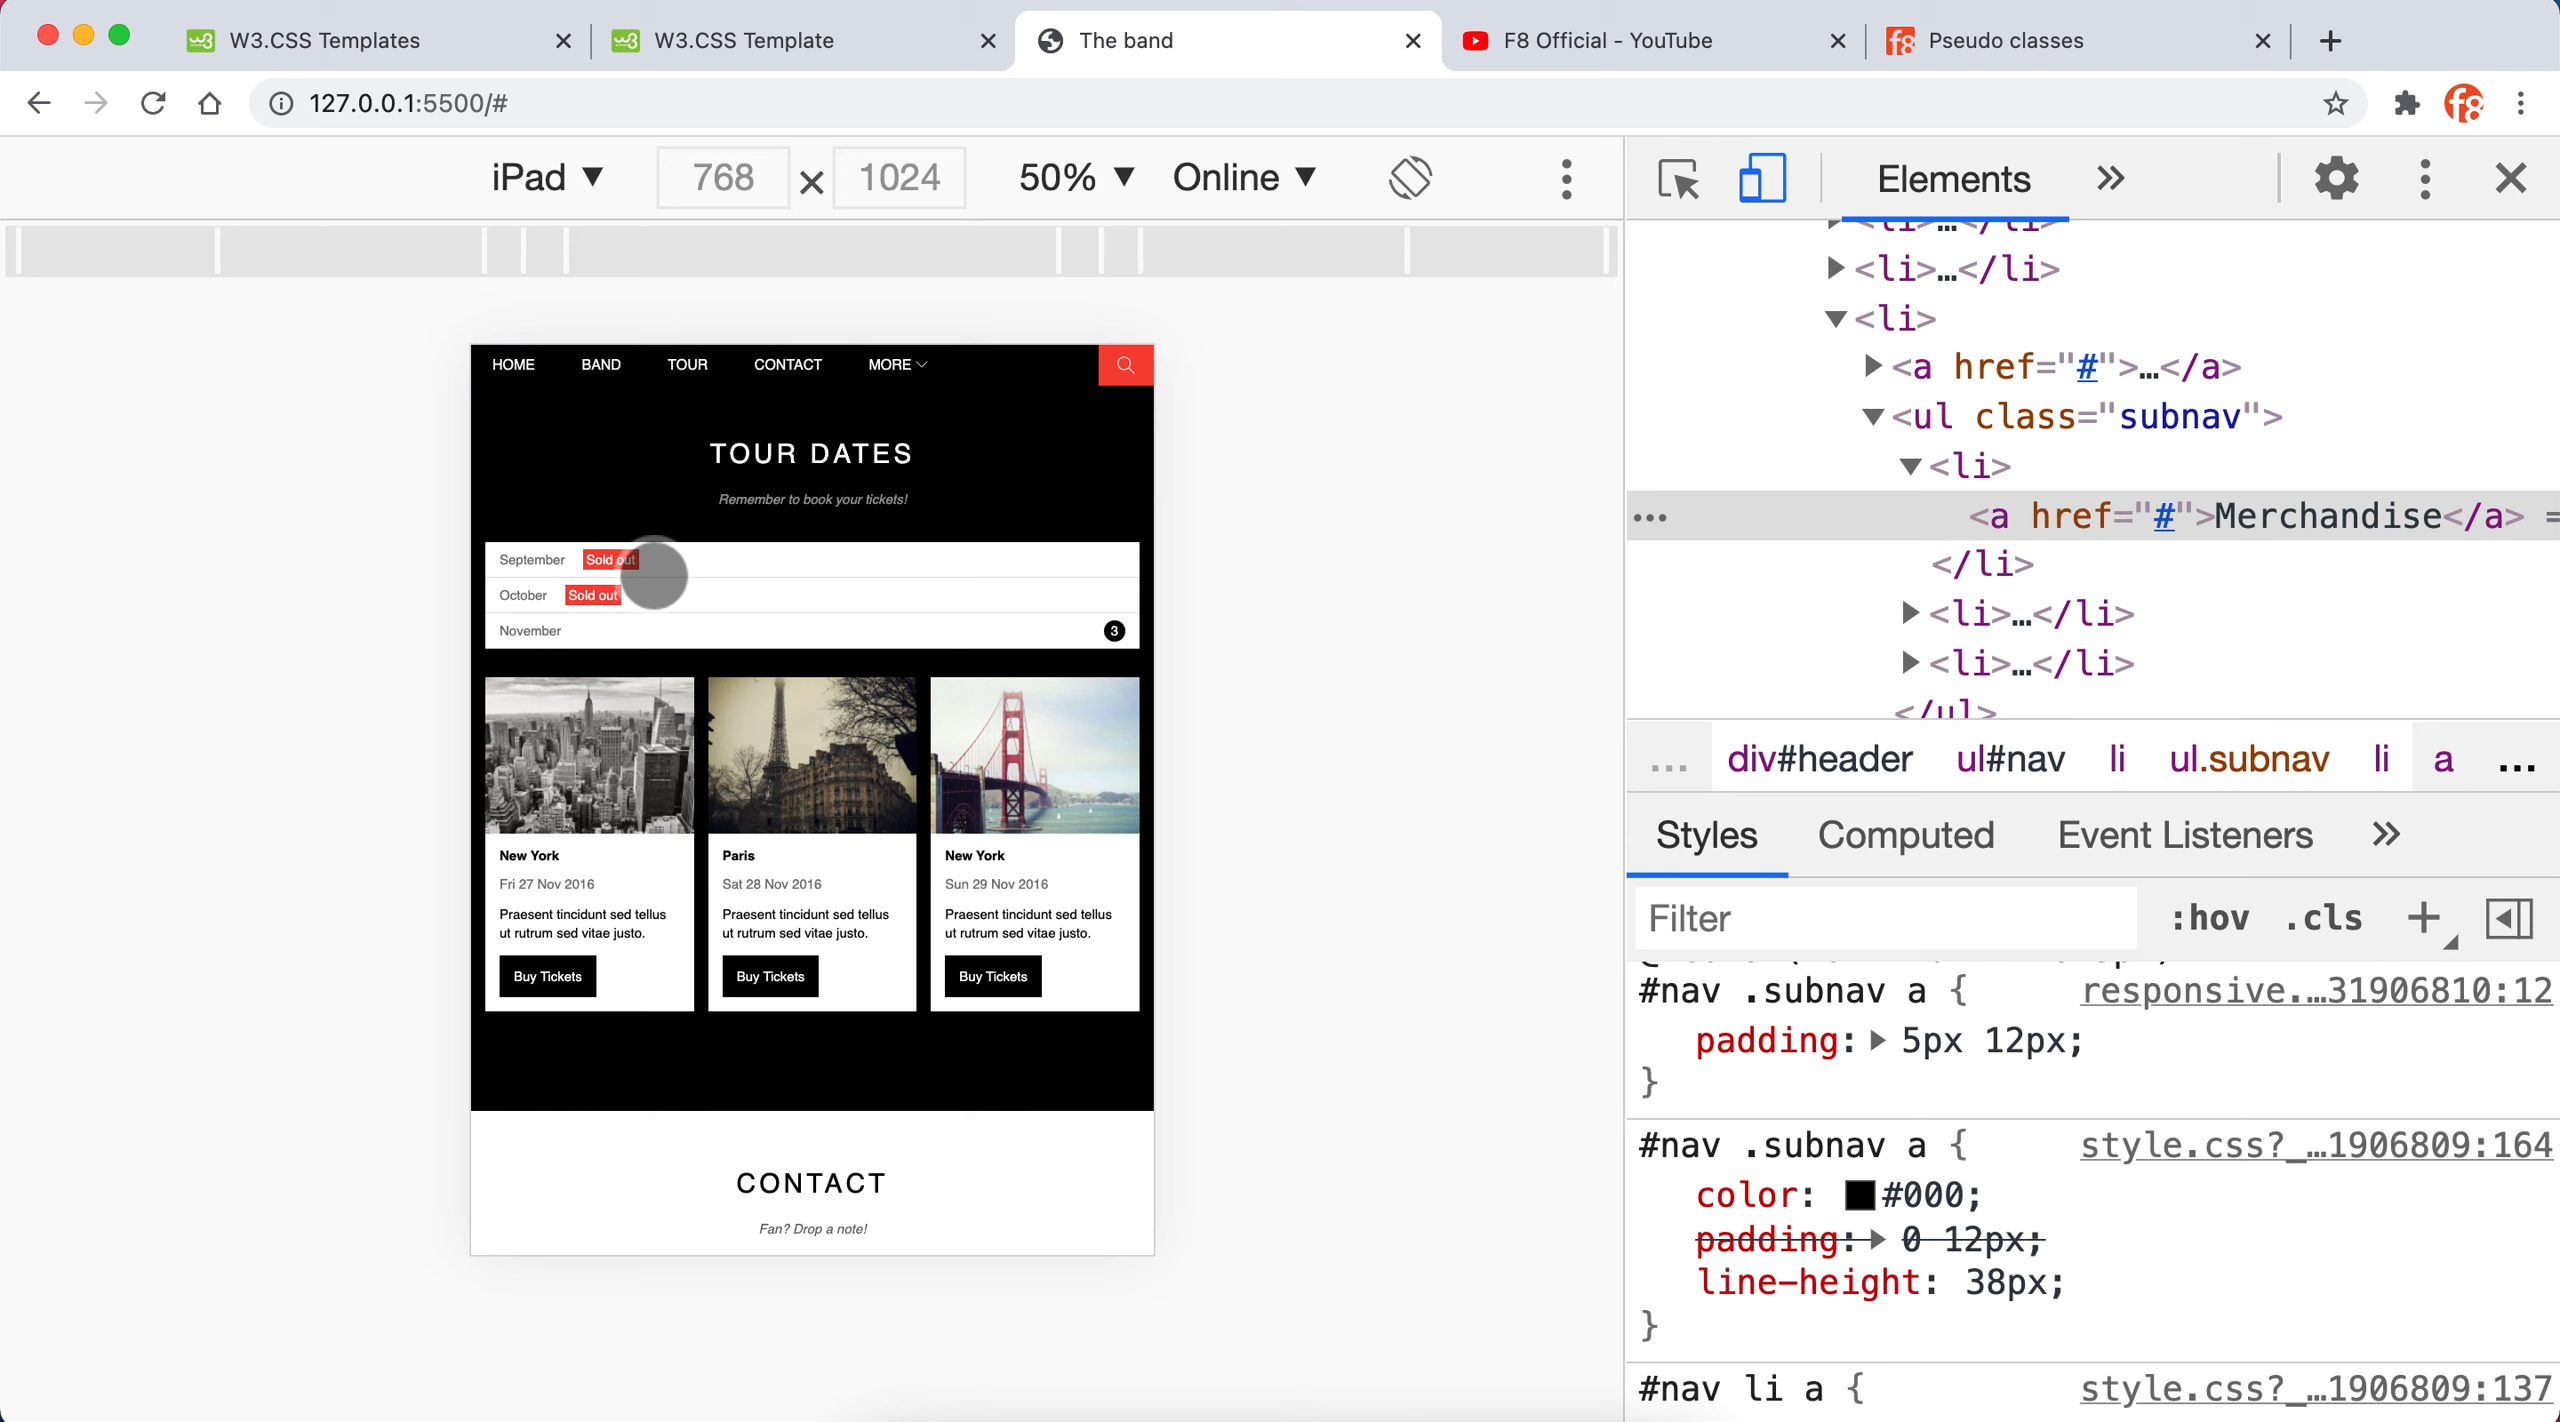 W3.CSS Templates
W3.CSS Template
The band
F8 Official - YouTube
f8 Pseudo classes
127.0.0.1:5500/#
f8
iPad 768 × 1024 50% Online
Elements
<li>…</li>
<li>…</li>
<li>
<a href="#">…</a>
<ul class="subnav">
<li>
<a href="#">Merchandise</a> =
</li>
<li>…</li>
<li>…</li>
</ul>
… div#header ul#nav li ul.subnav li a …
Styles Computed Event Listeners
Filter :hov .cls
#nav .subnav a { responsive.…31906810:12
padding: 5px 12px;
}
#nav .subnav a { style.css?_…1906809:164
color: #000;
padding: 0 12px;
line-height: 38px;
}
#nav li a { style.css?_…1906809:137
HOME BAND TOUR CONTACT MORE
TOUR DATES
Remember to book your tickets!
September Sold out
October Sold out
November 3
New York
Fri 27 Nov 2016
Praesent tincidunt sed tellus
ut rutrum sed vitae justo.
Buy Tickets
Paris
Sat 28 Nov 2016
Praesent tincidunt sed tellus
ut rutrum sed vitae justo.
Buy Tickets
New York
Sun 29 Nov 2016
Praesent tincidunt sed tellus
ut rutrum sed vitae justo.
Buy Tickets
CONTACT
Fan? Drop a note!